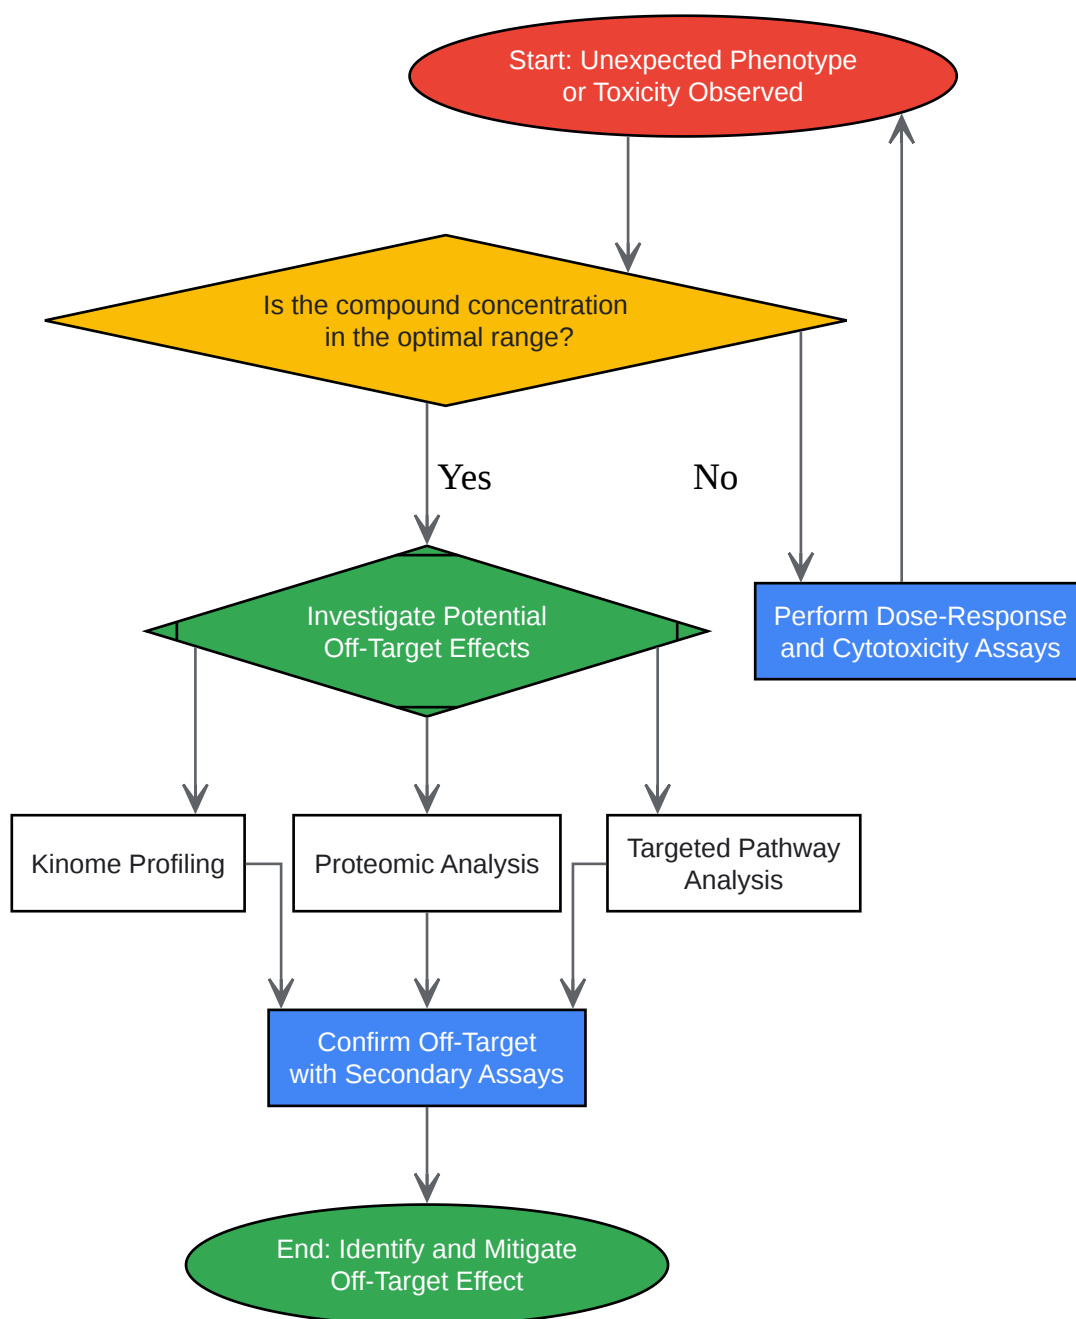 Start: Unexpected Phenotype
or Toxicity Observed
Is the compound concentration
in the optimal range?
Yes
No
Investigate Potential
Off-Target Effects
Perform Dose-Response
and Cytotoxicity Assays
Kinome Profiling
Proteomic Analysis
Targeted Pathway
Analysis
Confirm Off-Target
with Secondary Assays
End: Identify and Mitigate
Off-Target Effect